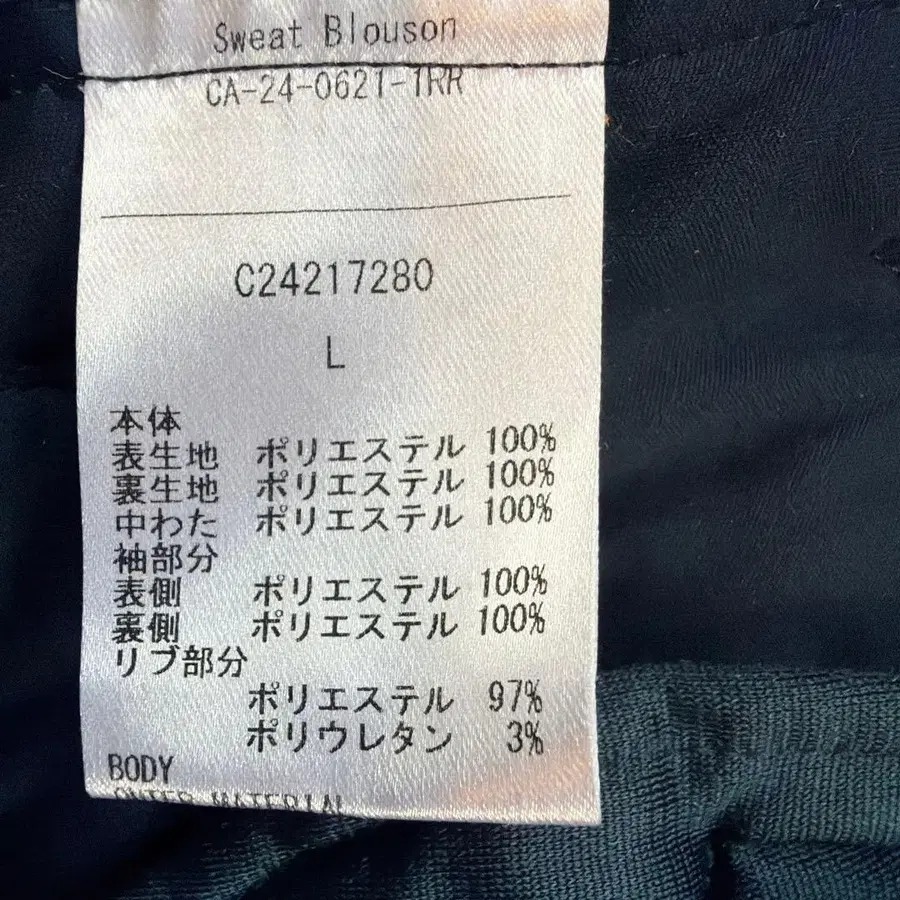 Sweat Blouson
CA-24-0621-1RR
C24217280
L
本体
表生地 ポリエステル 100%
裏生地 ポリエステル 100%
中わた ポリエステル 100%
袖部分
表側 ポリエステル 100%
裏側 ポリエステル 100%
リブ部分
ポリエステル 97%
ポリウレタン 3%
BODY
OUTER MATERIAL